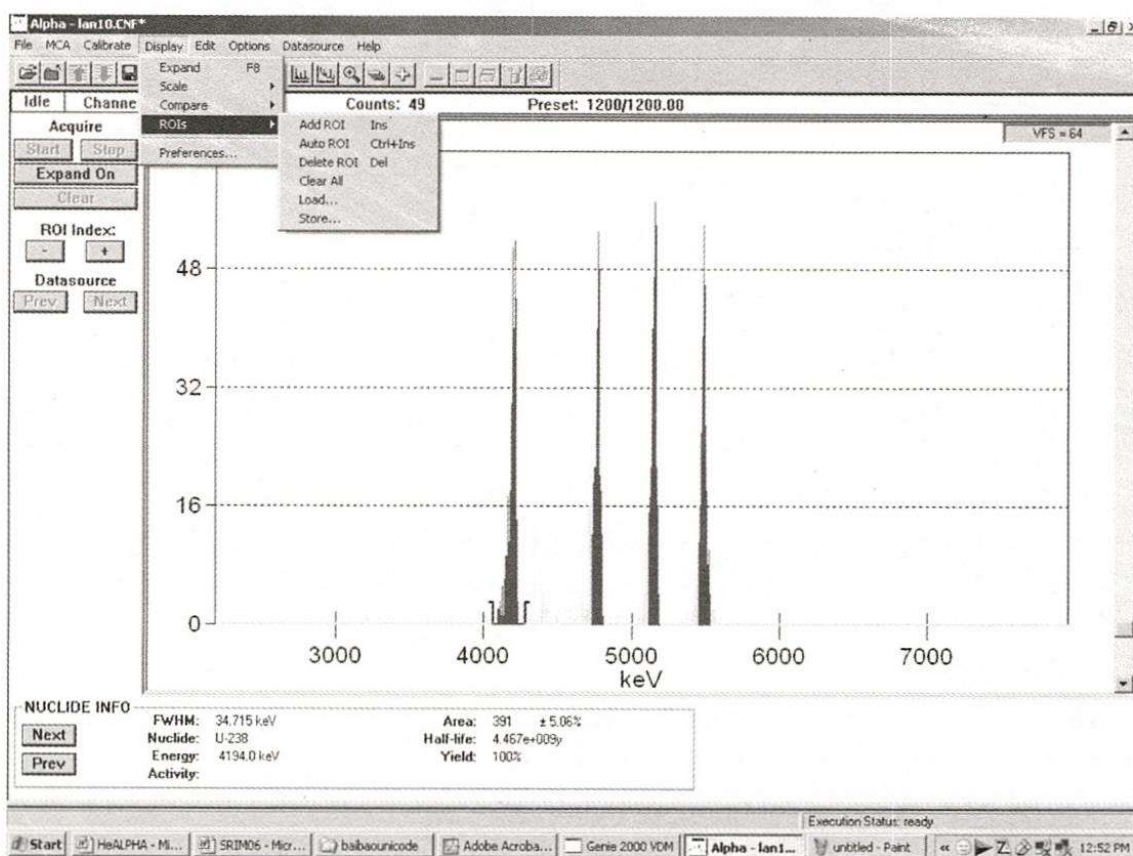 Alpha - lan10.CNF*
File MCA Calibrate Display Edit Options Datasource Help
Expand F8
Scale
Compare
ROIs
Preferences...
Add ROI Ins
Auto ROI Ctrl+Ins
Delete ROI Del
Clear All
Load...
Store...
Idle Channe
Counts: 49 Preset: 1200/1200.00
VFS = 64
Acquire
Start Stop
Expand On
Clear
ROI Index:
- +
Datasource
Prev Next
48
32
16
0
3000 4000 5000 6000 7000
keV
NUCLIDE INFO
Next
Prev
FWHM: 34.715 keV Area: 391 ± 5.06%
Nuclide: U-238 Half-life: 4.467e+009y
Energy: 4194.0 keV Yield: 100%
Activity:
Execution Status: ready
Start HeALPHA - Mi... SRIM06 - Micr... baibaounicode Adobe Acroba... Genie 2000 VDM Alpha - lan1... untitled - Paint « 12:52 PM